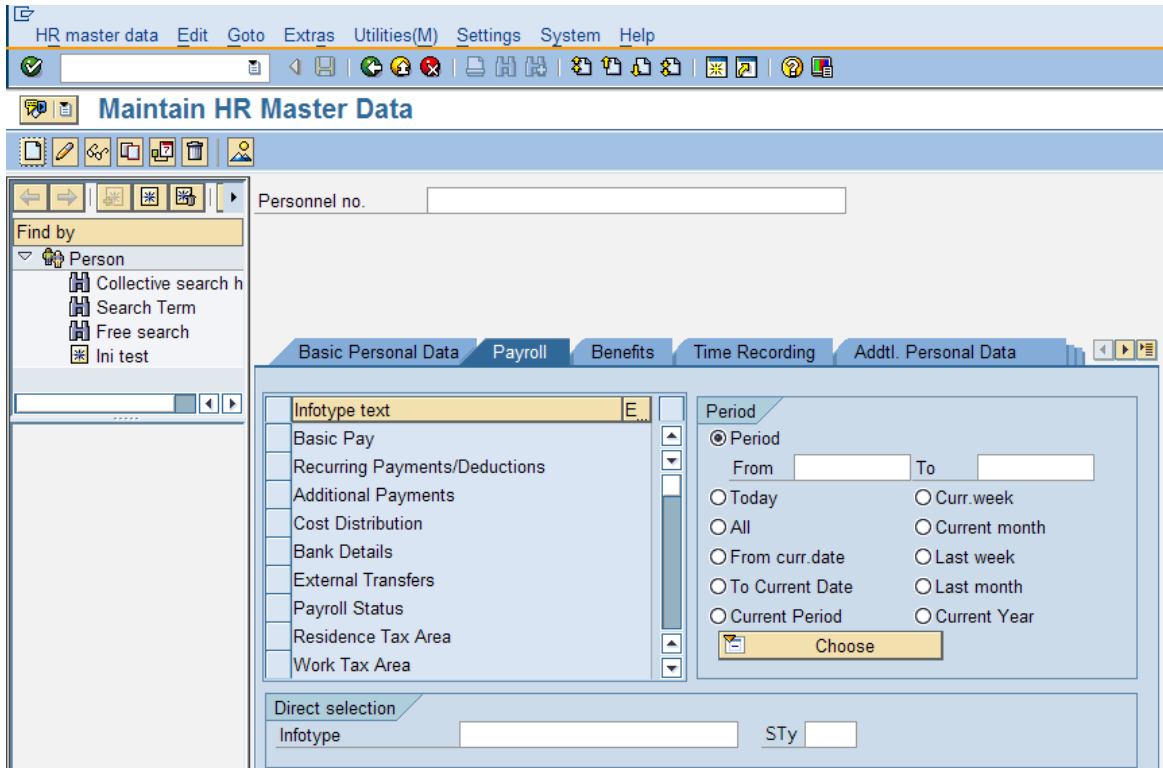 HR master data Edit Goto Extras Utilities(M) Settings System Help
Maintain HR Master Data
Personnel no.
Find by
Person
Collective search h
Search Term
Free search
Ini test
Basic Personal Data Payroll Benefits Time Recording Addtl. Personal Data
Infotype text E..
Basic Pay
Recurring Payments/Deductions
Additional Payments
Cost Distribution
Bank Details
External Transfers
Payroll Status
Residence Tax Area
Work Tax Area
Period
Period
From To
Today Curr.week
All Current month
From curr.date Last week
To Current Date Last month
Current Period Current Year
Choose
Direct selection
Infotype STy